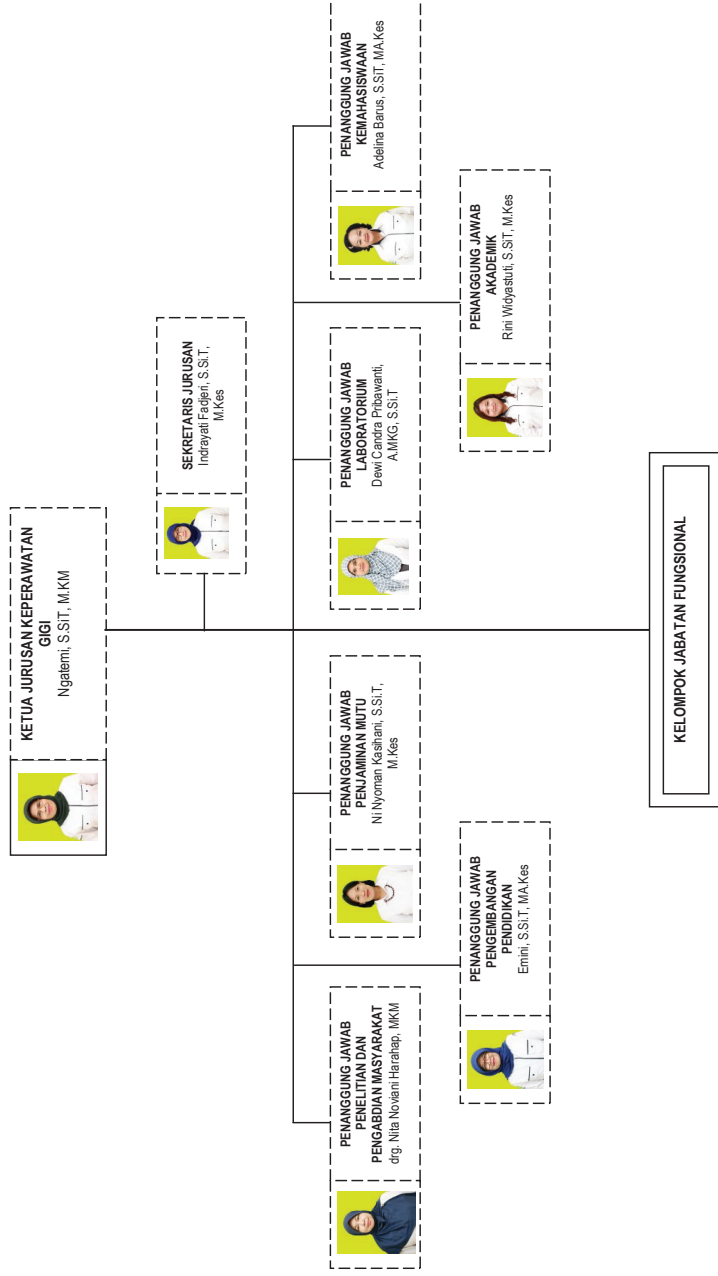 KETUA JURUSAN KEPERAWATAN
GIGI
Ngatemi, S.SiT, M.KM
SEKRETARIS JURUSAN
Indrayati Fadjeri, S.Si.T,
M.Kes
PENANGGUNG JAWAB
PENELITIAN DAN
PENGABDIAN MASYARAKAT
drg. Nita Noviani Harahap, MKM
PENANGGUNG JAWAB
PENJAMINAN MUTU
Ni Nyoman Kasihani, S.Si.T,
M.Kes
PENANGGUNG JAWAB
LABORATORIUM
Dewi Candra Pribawanti,
A.MKG, S.Si.T
PENANGGUNG JAWAB
KEMAHASISWAAN
Adelina Barus, S.SiT, MA.Kes
PENANGGUNG JAWAB
PENGEMBANGAN
PENDIDIKAN
Emini, S.Si.T, MA.Kes
PENANGGUNG JAWAB
AKADEMIK
Rini Widyastuti, S.SiT, M.Kes
KELOMPOK JABATAN FUNGSIONAL